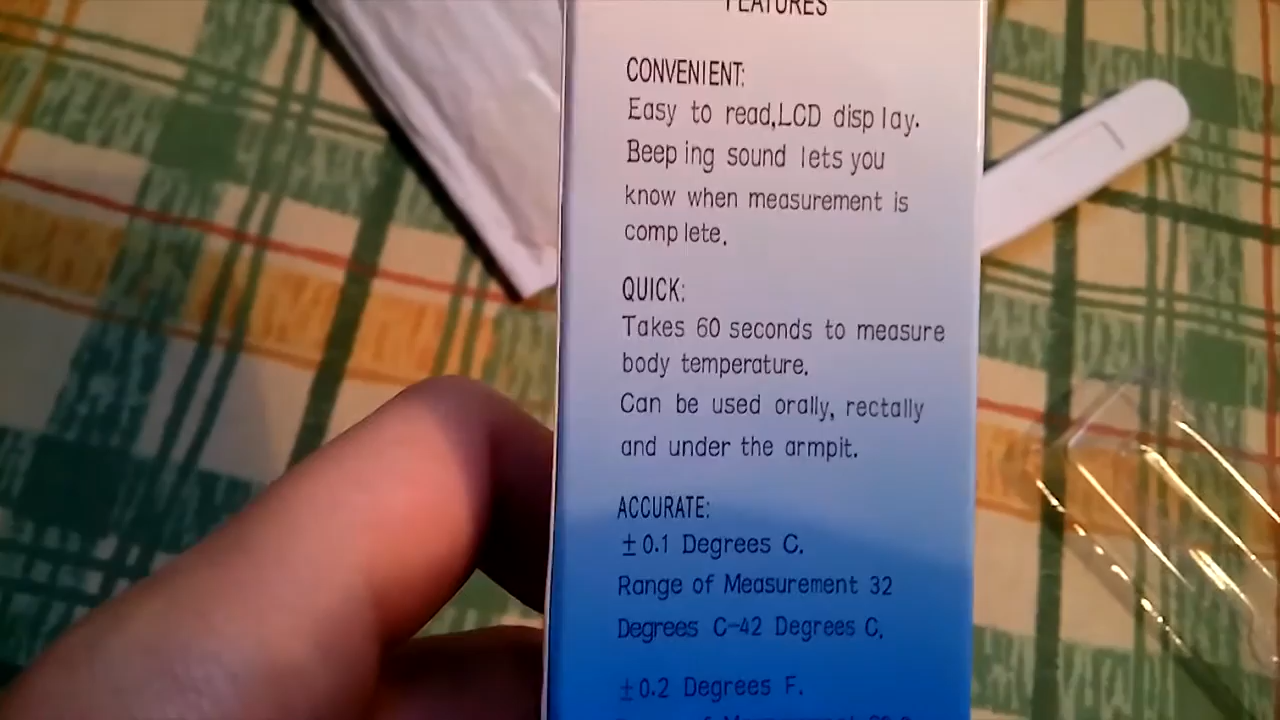 FEATURES
CONVENIENT:
Easy to read,LCD display.
Beeping sound lets you
know when measurement is
complete.
QUICK:
Takes 60 seconds to measure
body temperature.
Can be used orally, rectally
and under the armpit.
ACCURATE:
±0.1 Degrees C.
Range of Measurement 32
Degrees C-42 Degrees C.
±0.2 Degrees F.